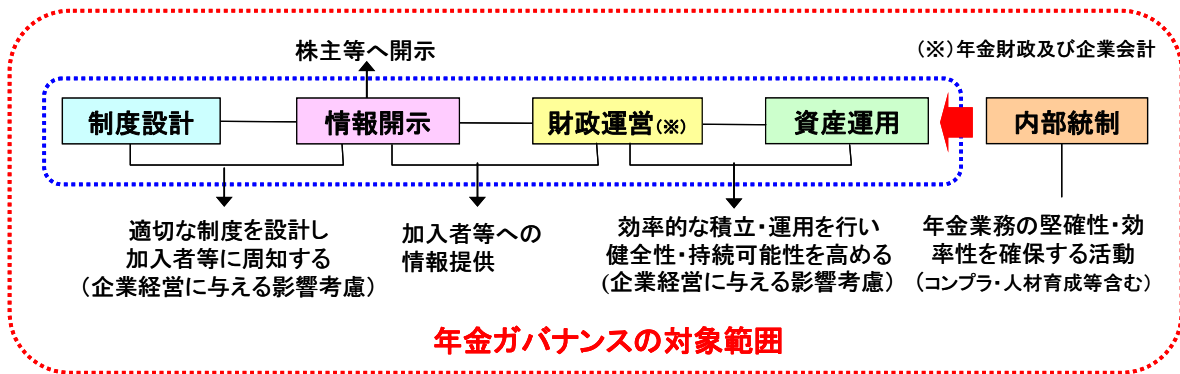 株主等へ開示
(※)年金財政及び企業会計
制度設計
情報開示
財政運営(※)
資産運用
内部統制
適切な制度を設計し
加入者等に周知する
(企業経営に与える影響考慮)
加入者等への
情報提供
効率的な積立・運用を行い
健全性・持続可能性を高める
(企業経営に与える影響考慮)
年金業務の堅確性・効
率性を確保する活動
(コンプラ・人材育成等含む)
年金ガバナンスの対象範囲